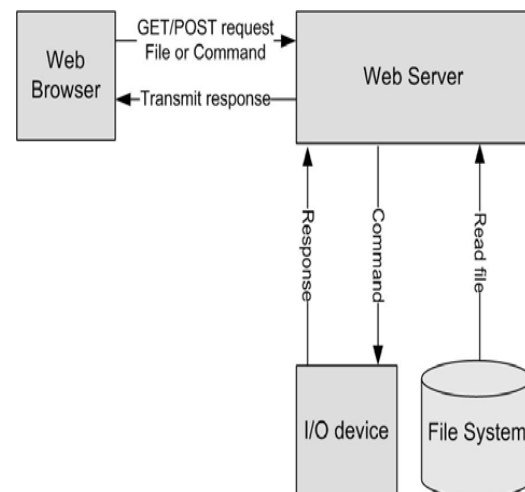 GET/POST request
File or Command
Web
Browser
Web Server
Transmit response
Response
Command
Read file
I/O device
File System